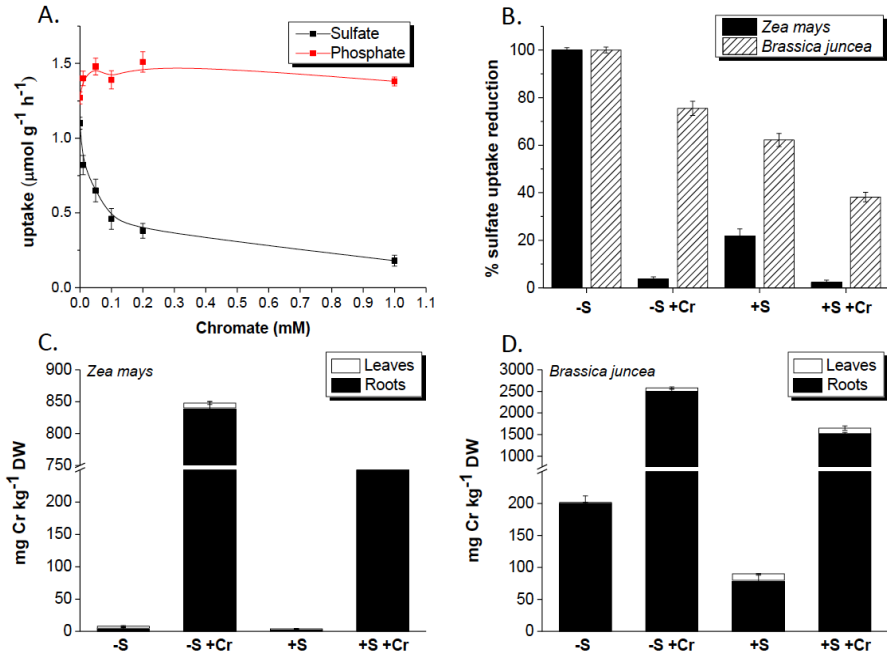 A.
Sulfate
Phosphate
uptake (μmol g⁻¹ h⁻¹)
1.5
1.0
0.5
0.0
0.0 0.1 0.2 0.3 0.4 0.5 0.6 0.7 0.8 0.9 1.0 1.1
Chromate (mM)
B.
Zea mays
Brassica juncea
% sulfate uptake reduction
100
80
60
40
20
0
-S -S +Cr +S +S +Cr
C.
Zea mays
Leaves
Roots
mg Cr kg⁻¹ DW
900
850
800
750
200
150
100
50
0
-S -S +Cr +S +S +Cr
D.
Brassica juncea
Leaves
Roots
mg Cr kg⁻¹ DW
3000
2500
2000
1500
1000
200
150
100
50
0
-S -S +Cr +S +S +Cr